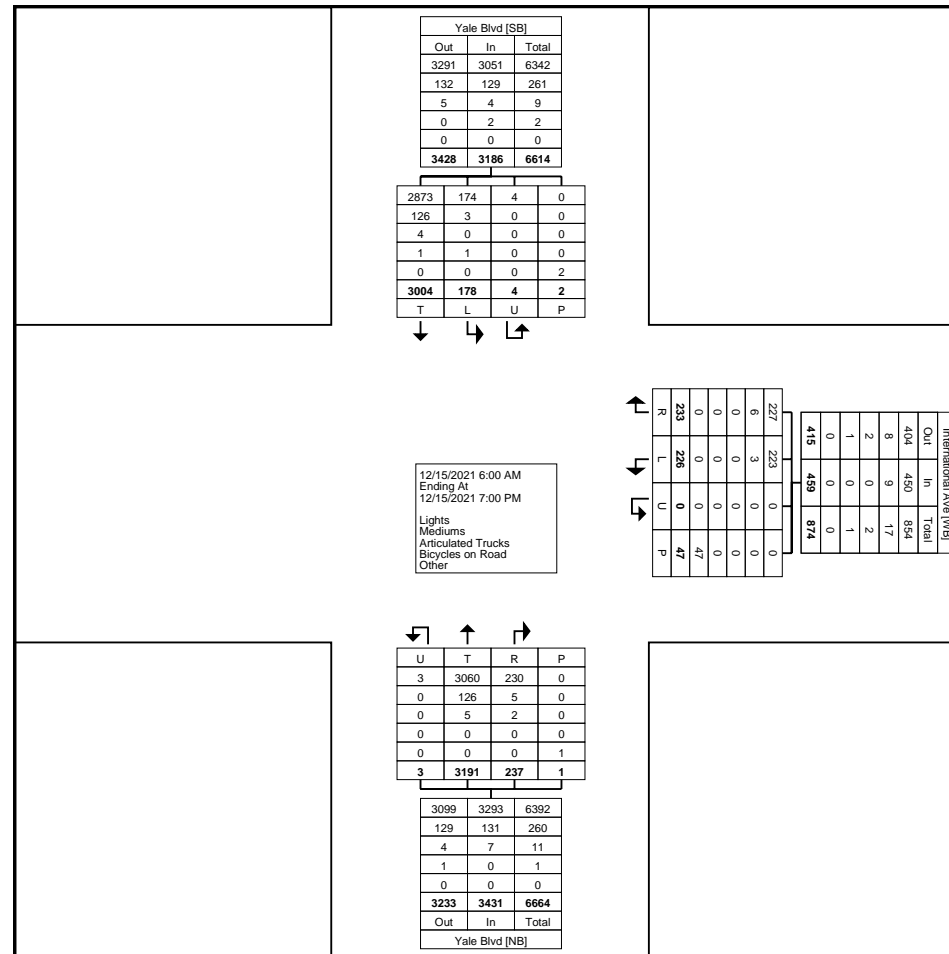 Yale Blvd [SB]
Out In Total
3291 3051 6342
132 129 261
5 4 9
0 2 2
0 0 0
3428 3186 6614
2873 174 4 0
126 3 0 0
4 0 0 0
1 1 0 0
0 0 0 2
3004 178 4 2
T L U P
International Ave [WB]
Out In Total
404 450 854
8 9 17
2 0 2
1 0 1
0 0 0
415 459 874
227 223 0 0
6 3 0 0
0 0 0 0
0 0 0 0
0 0 0 47
233 226 0 47
R L U P
12/15/2021 6:00 AM
Ending At
12/15/2021 7:00 PM
Lights
Mediums
Articulated Trucks
Bicycles on Road
Other
U T R P
3 3060 230 0
0 126 5 0
0 5 2 0
0 0 0 0
0 0 0 1
3 3191 237 1
3099 3293 6392
129 131 260
4 7 11
1 0 1
0 0 0
3233 3431 6664
Out In Total
Yale Blvd [NB]